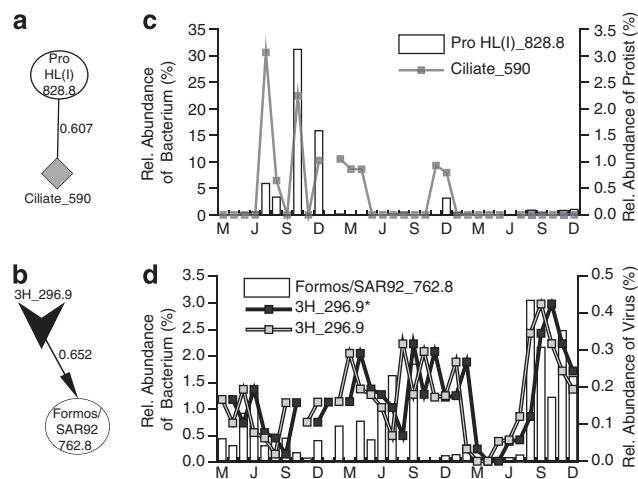 a
Pro
HL(I)
828.8
0.607
Ciliate_590
b
3H_296.9
0.652
Formos/
SAR92
762.8
c
Rel. Abundance
of Bacterium (%)
35
30
25
20
15
10
5
0
Pro HL(I)_828.8
Ciliate_590
3.5
3.0
2.5
2.0
1.5
1.0
0.5
0.0
Rel. Abundance of Protist (%)
M J S D M J S D M J S D
d
Rel. Abundance
of Bacterium (%)
3.5
3.0
2.5
2.0
1.5
1.0
0.5
0.0
Formos/SAR92_762.8
3H_296.9*
3H_296.9
0.5
0.4
0.3
0.2
0.1
0.0
Rel. Abundance of Virus (%)
M J S D M J S D M J S D